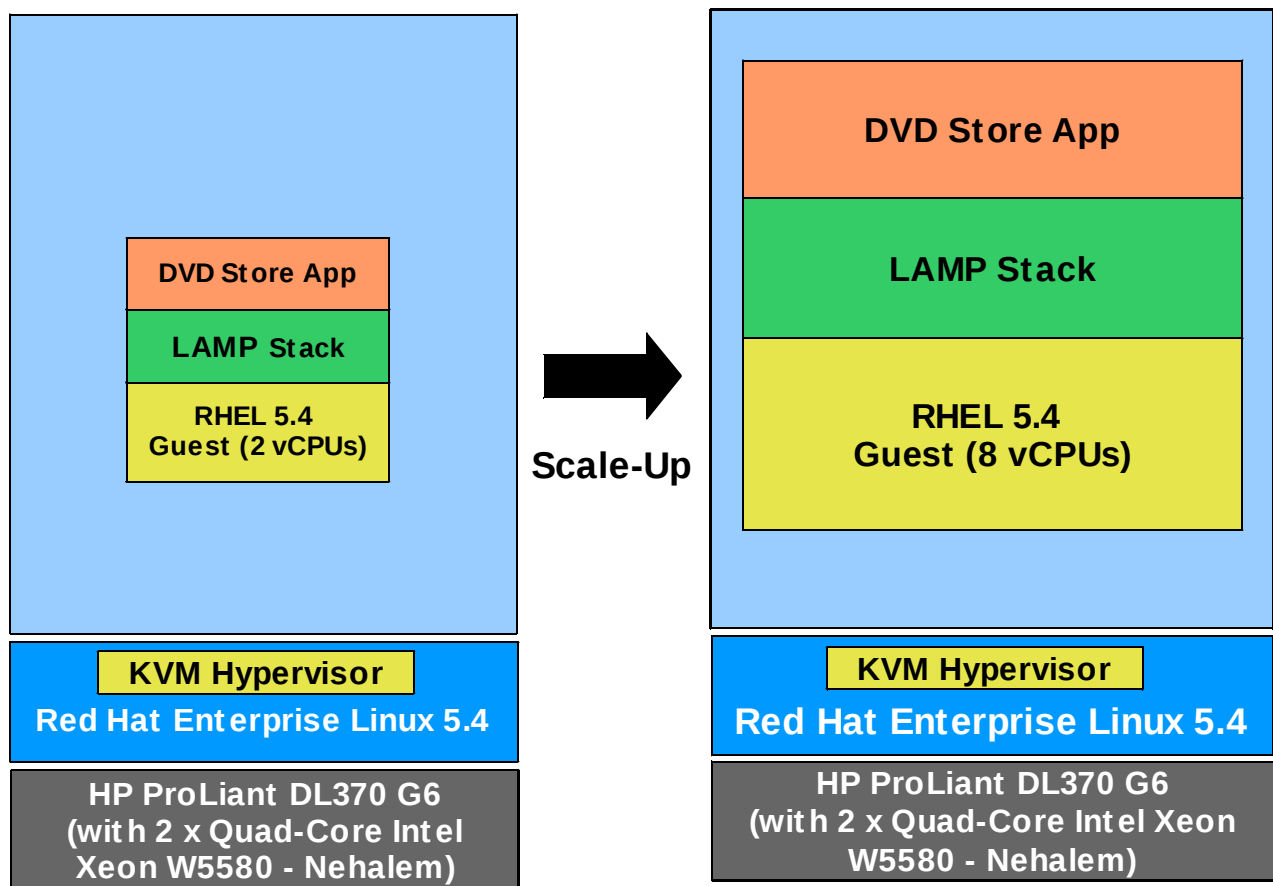 DVD Store App
LAMP Stack
RHEL 5.4
Guest (2 vCPUs)
KVM Hypervisor
Red Hat Enterprise Linux 5.4
HP ProLiant DL370 G6
(with 2 x Quad-Core Intel
Xeon W5580 - Nehalem)
Scale-Up
DVD Store App
LAMP Stack
RHEL 5.4
Guest (8 vCPUs)
KVM Hypervisor
Red Hat Enterprise Linux 5.4
HP ProLiant DL370 G6
(with 2 x Quad-Core Intel Xeon
W5580 - Nehalem)